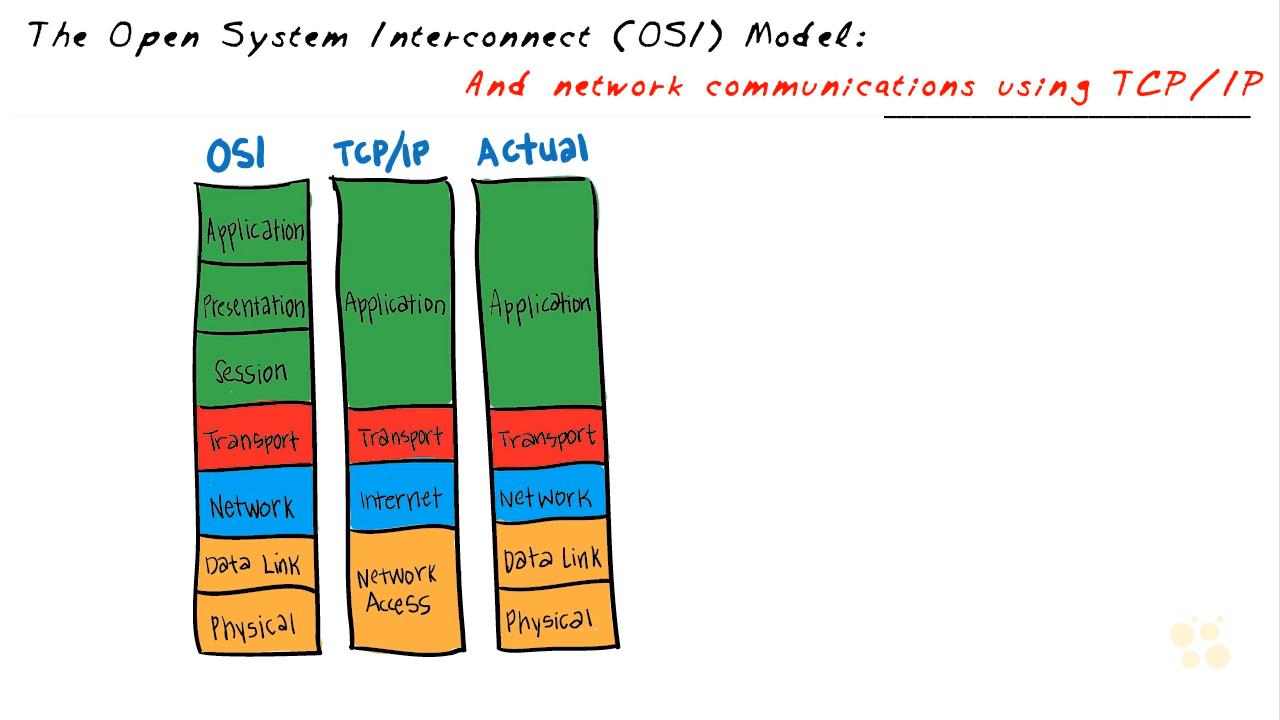 The Open System Interconnect (OSI) Model:
And network communications using TCP/IP
OSI
TCP/IP
Actual
Application
Presentation
Session
Transport
Network
Data Link
Physical
Application
Transport
Internet
Network
Access
Application
Transport
Network
Data Link
Physical